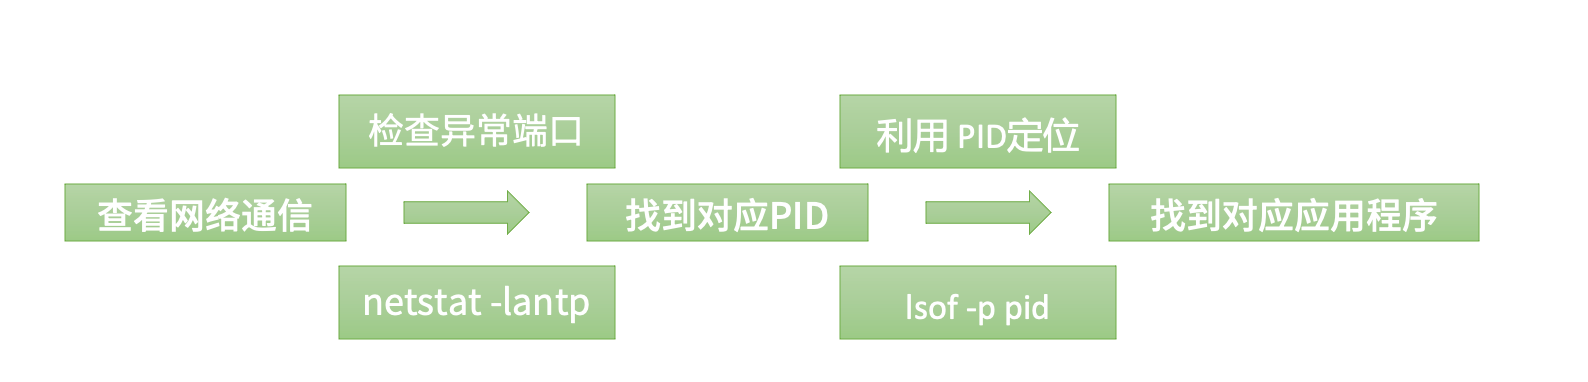 检查异常端口
利用 PID定位
查看网络通信
找到对应PID
找到对应应用程序
netstat -lantp
lsof -p pid